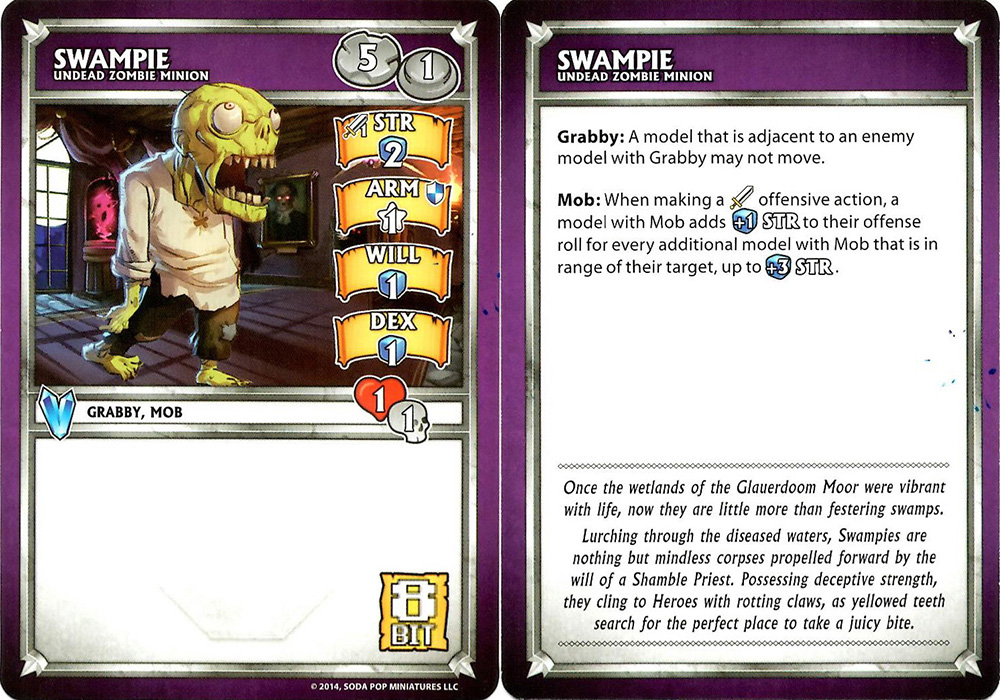 SWAMPIE
UNDEAD ZOMBIE MINION
5
1
STR
2
ARM
1
WILL
1
DEX
1
GRABBY, MOB
1
1
8
BIT
© 2014, SODA POP MINIATURES LLC
SWAMPIE
UNDEAD ZOMBIE MINION
Grabby: A model that is adjacent to an enemy
model with Grabby may not move.
Mob: When making a offensive action, a
model with Mob adds +1 STR to their offense
roll for every additional model with Mob that is in
range of their target, up to +3 STR.
Once the wetlands of the Glauerdoom Moor were vibrant
with life, now they are little more than festering swamps.
Lurching through the diseased waters, Swampies are
nothing but mindless corpses propelled forward by the
will of a Shamble Priest. Possessing deceptive strength,
they cling to Heroes with rotting claws, as yellowed teeth
search for the perfect place to take a juicy bite.